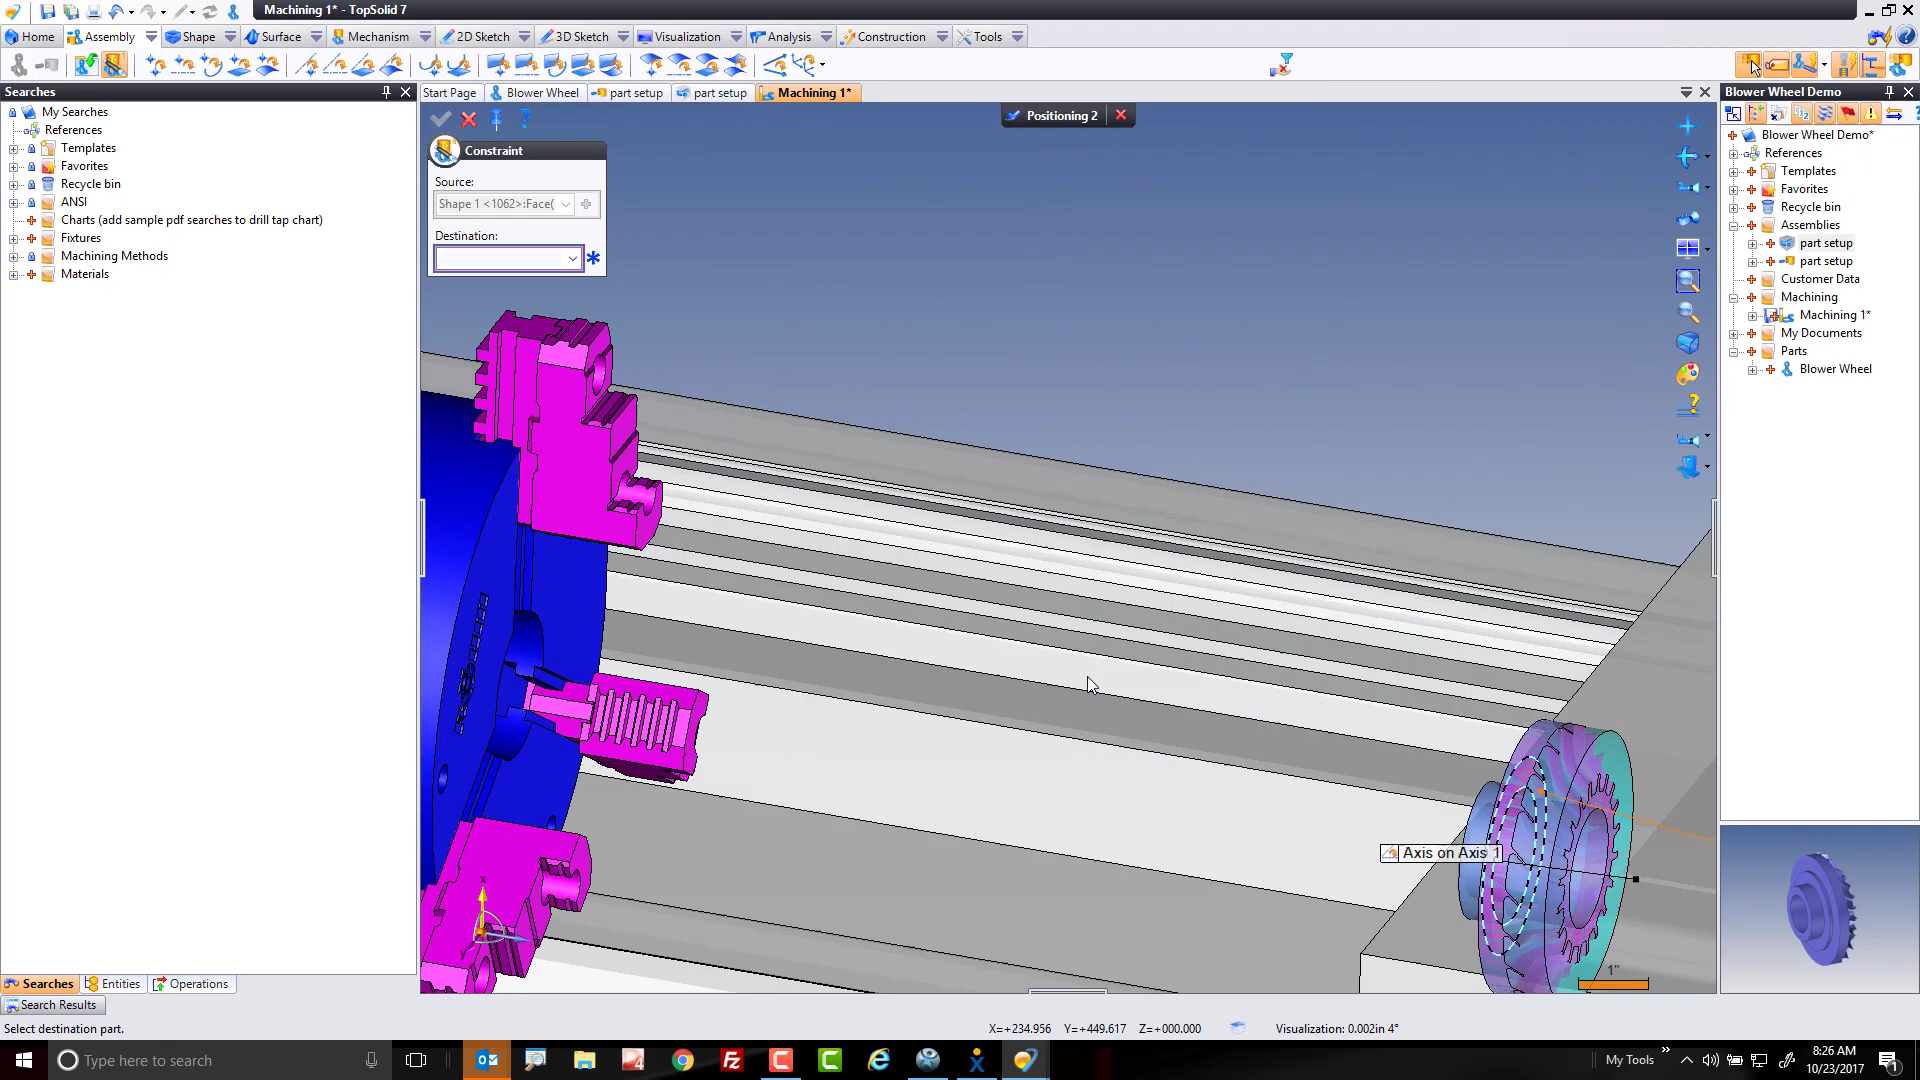 Machining 1* - TopSolid 7
Home
Assembly
Shape
Surface
Mechanism
2D Sketch
3D Sketch
Visualization
Analysis
Construction
Tools
Searches
Start Page
Blower Wheel
part setup
part setup
Machining 1*
Blower Wheel Demo
Positioning 2
My Searches
References
Templates
Favorites
Recycle bin
ANSI
Charts (add sample pdf searches to drill tap chart)
Fixtures
Machining Methods
Materials
Constraint
Source:
Shape 1 <1062>:Face(
Destination:
Blower Wheel Demo*
References
Templates
Favorites
Recycle bin
Assemblies
part setup
part setup
Customer Data
Machining
Machining 1*
My Documents
Parts
Blower Wheel
Axis on Axis 1
x
y
1"
Searches
Entities
Operations
Search Results
Select destination part.
X=+234.956 Y=+449.617 Z=+000.000
Visualization: 0.002in 4°
Type here to search
My Tools
8:26 AM
10/23/2017
1